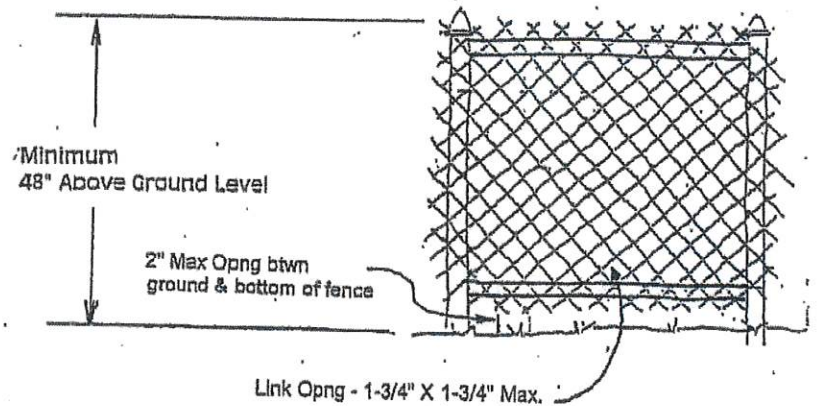 Minimum
48" Above Ground Level
2" Max Opng btwn
ground & bottom of fence
Link Opng - 1-3/4" X 1-3/4" Max.